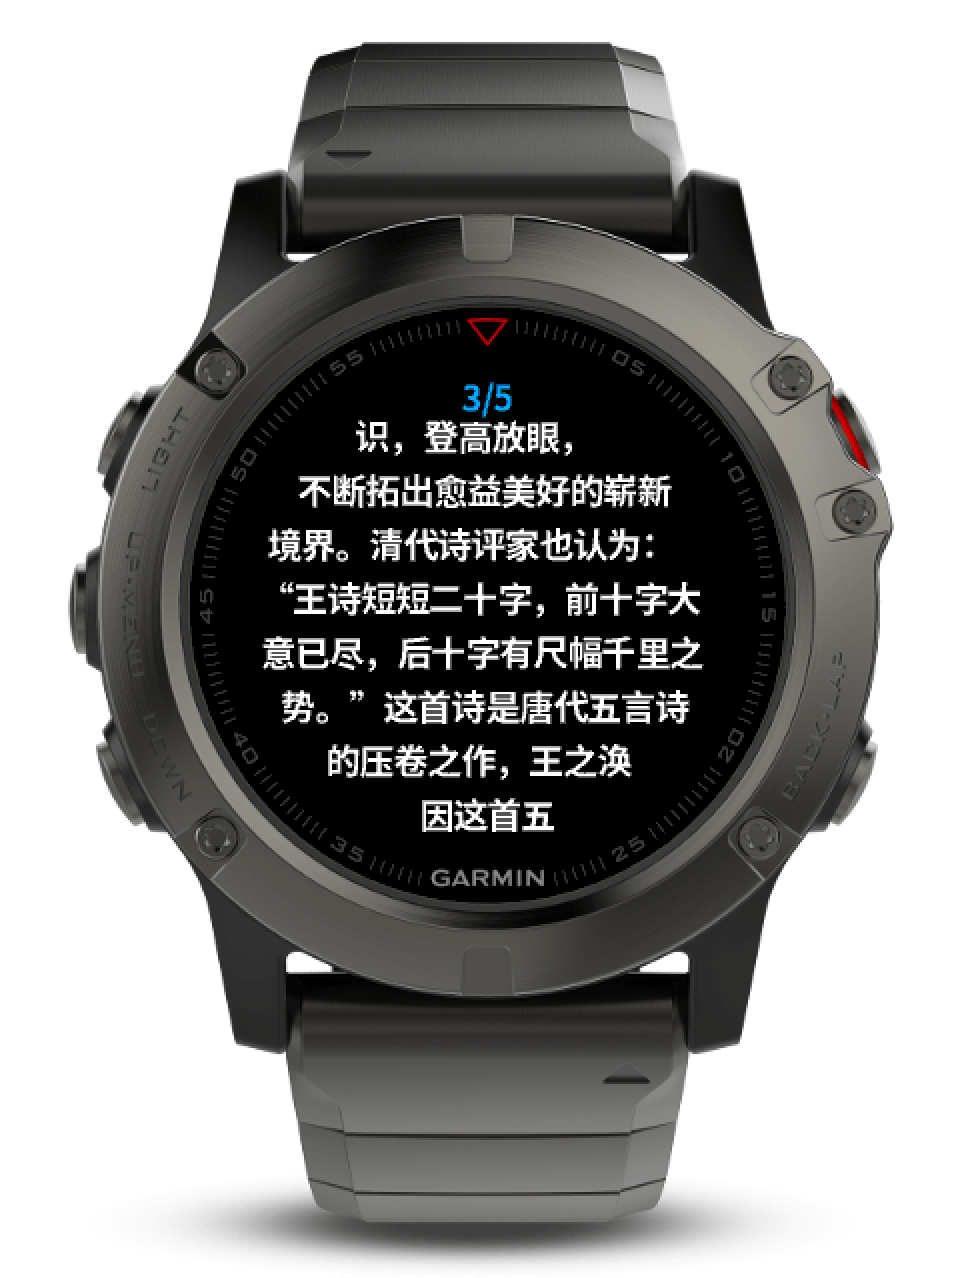 55
05
3/5
识，登高放眼，
LIGHT
50
10
不断拓出愈益美好的崭新
境界。清代诗评家也认为：
UP·MENU
45
“王诗短短二十字，前十字大
15
意已尽，后十字有尺幅千里之
势。”这首诗是唐代五言诗
DOWN
40
20
BACK·LAP
的压卷之作，王之涣
因这首五
35
25
GARMIN